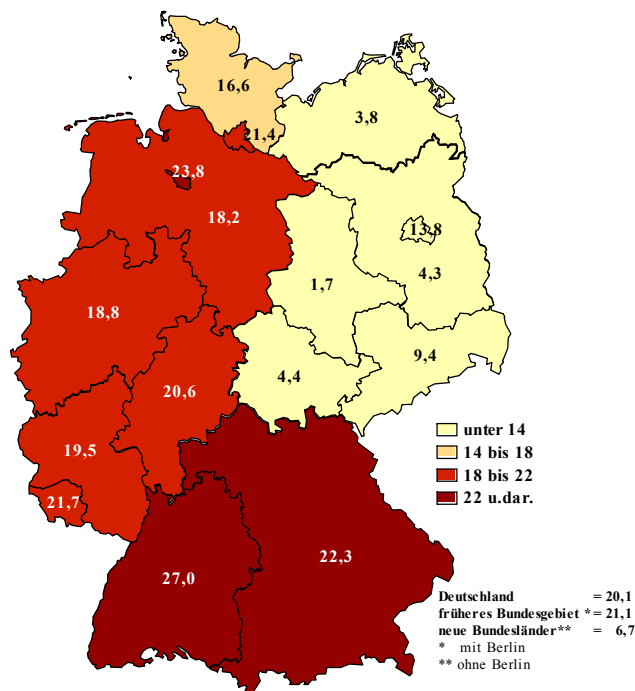 16,6
3,8
21,4
23,8
18,2
13,8
4,3
1,7
18,8
9,4
20,6
4,4
19,5
21,7
22,3
27,0
unter 14
14 bis 18
18 bis 22
22 u.dar.
Deutschland = 20,1
früheres Bundesgebiet * = 21,1
neue Bundesländer** = 6,7
* mit Berlin
** ohne Berlin